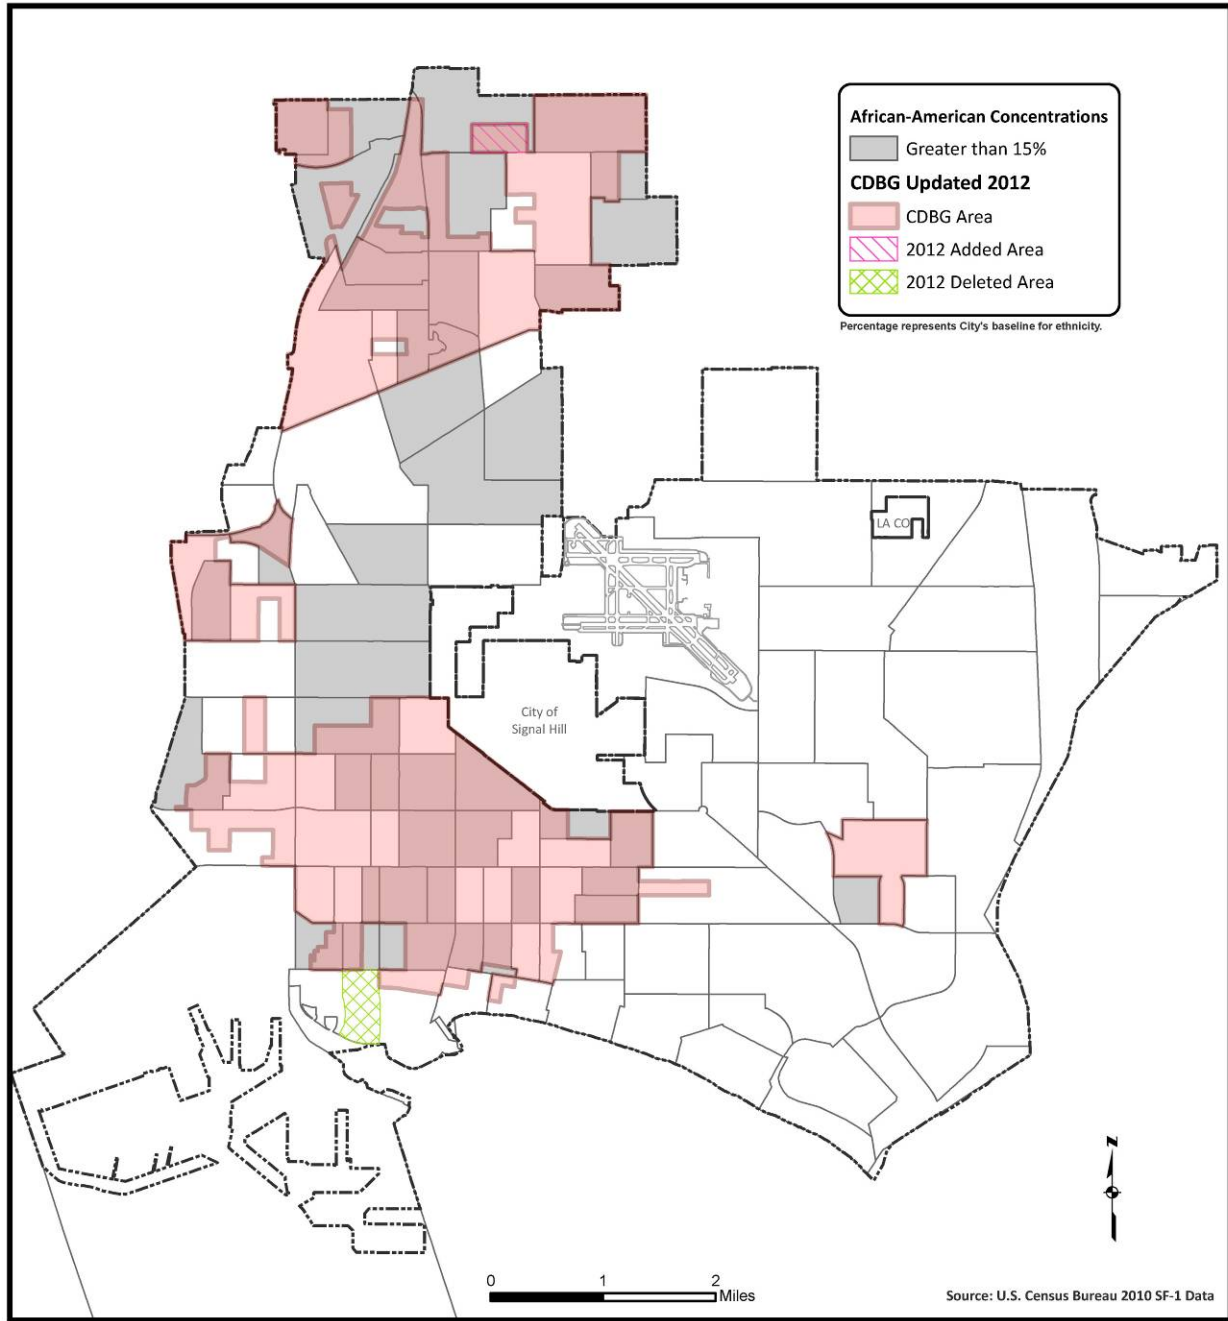 African-American Concentrations
Greater than 15%
CDBG Updated 2012
CDBG Area
2012 Added Area
2012 Deleted Area
Percentage represents City's baseline for ethnicity.
LA CO
City of
Signal Hill
N
0 1 2
Miles
Source: U.S. Census Bureau 2010 SF-1 Data